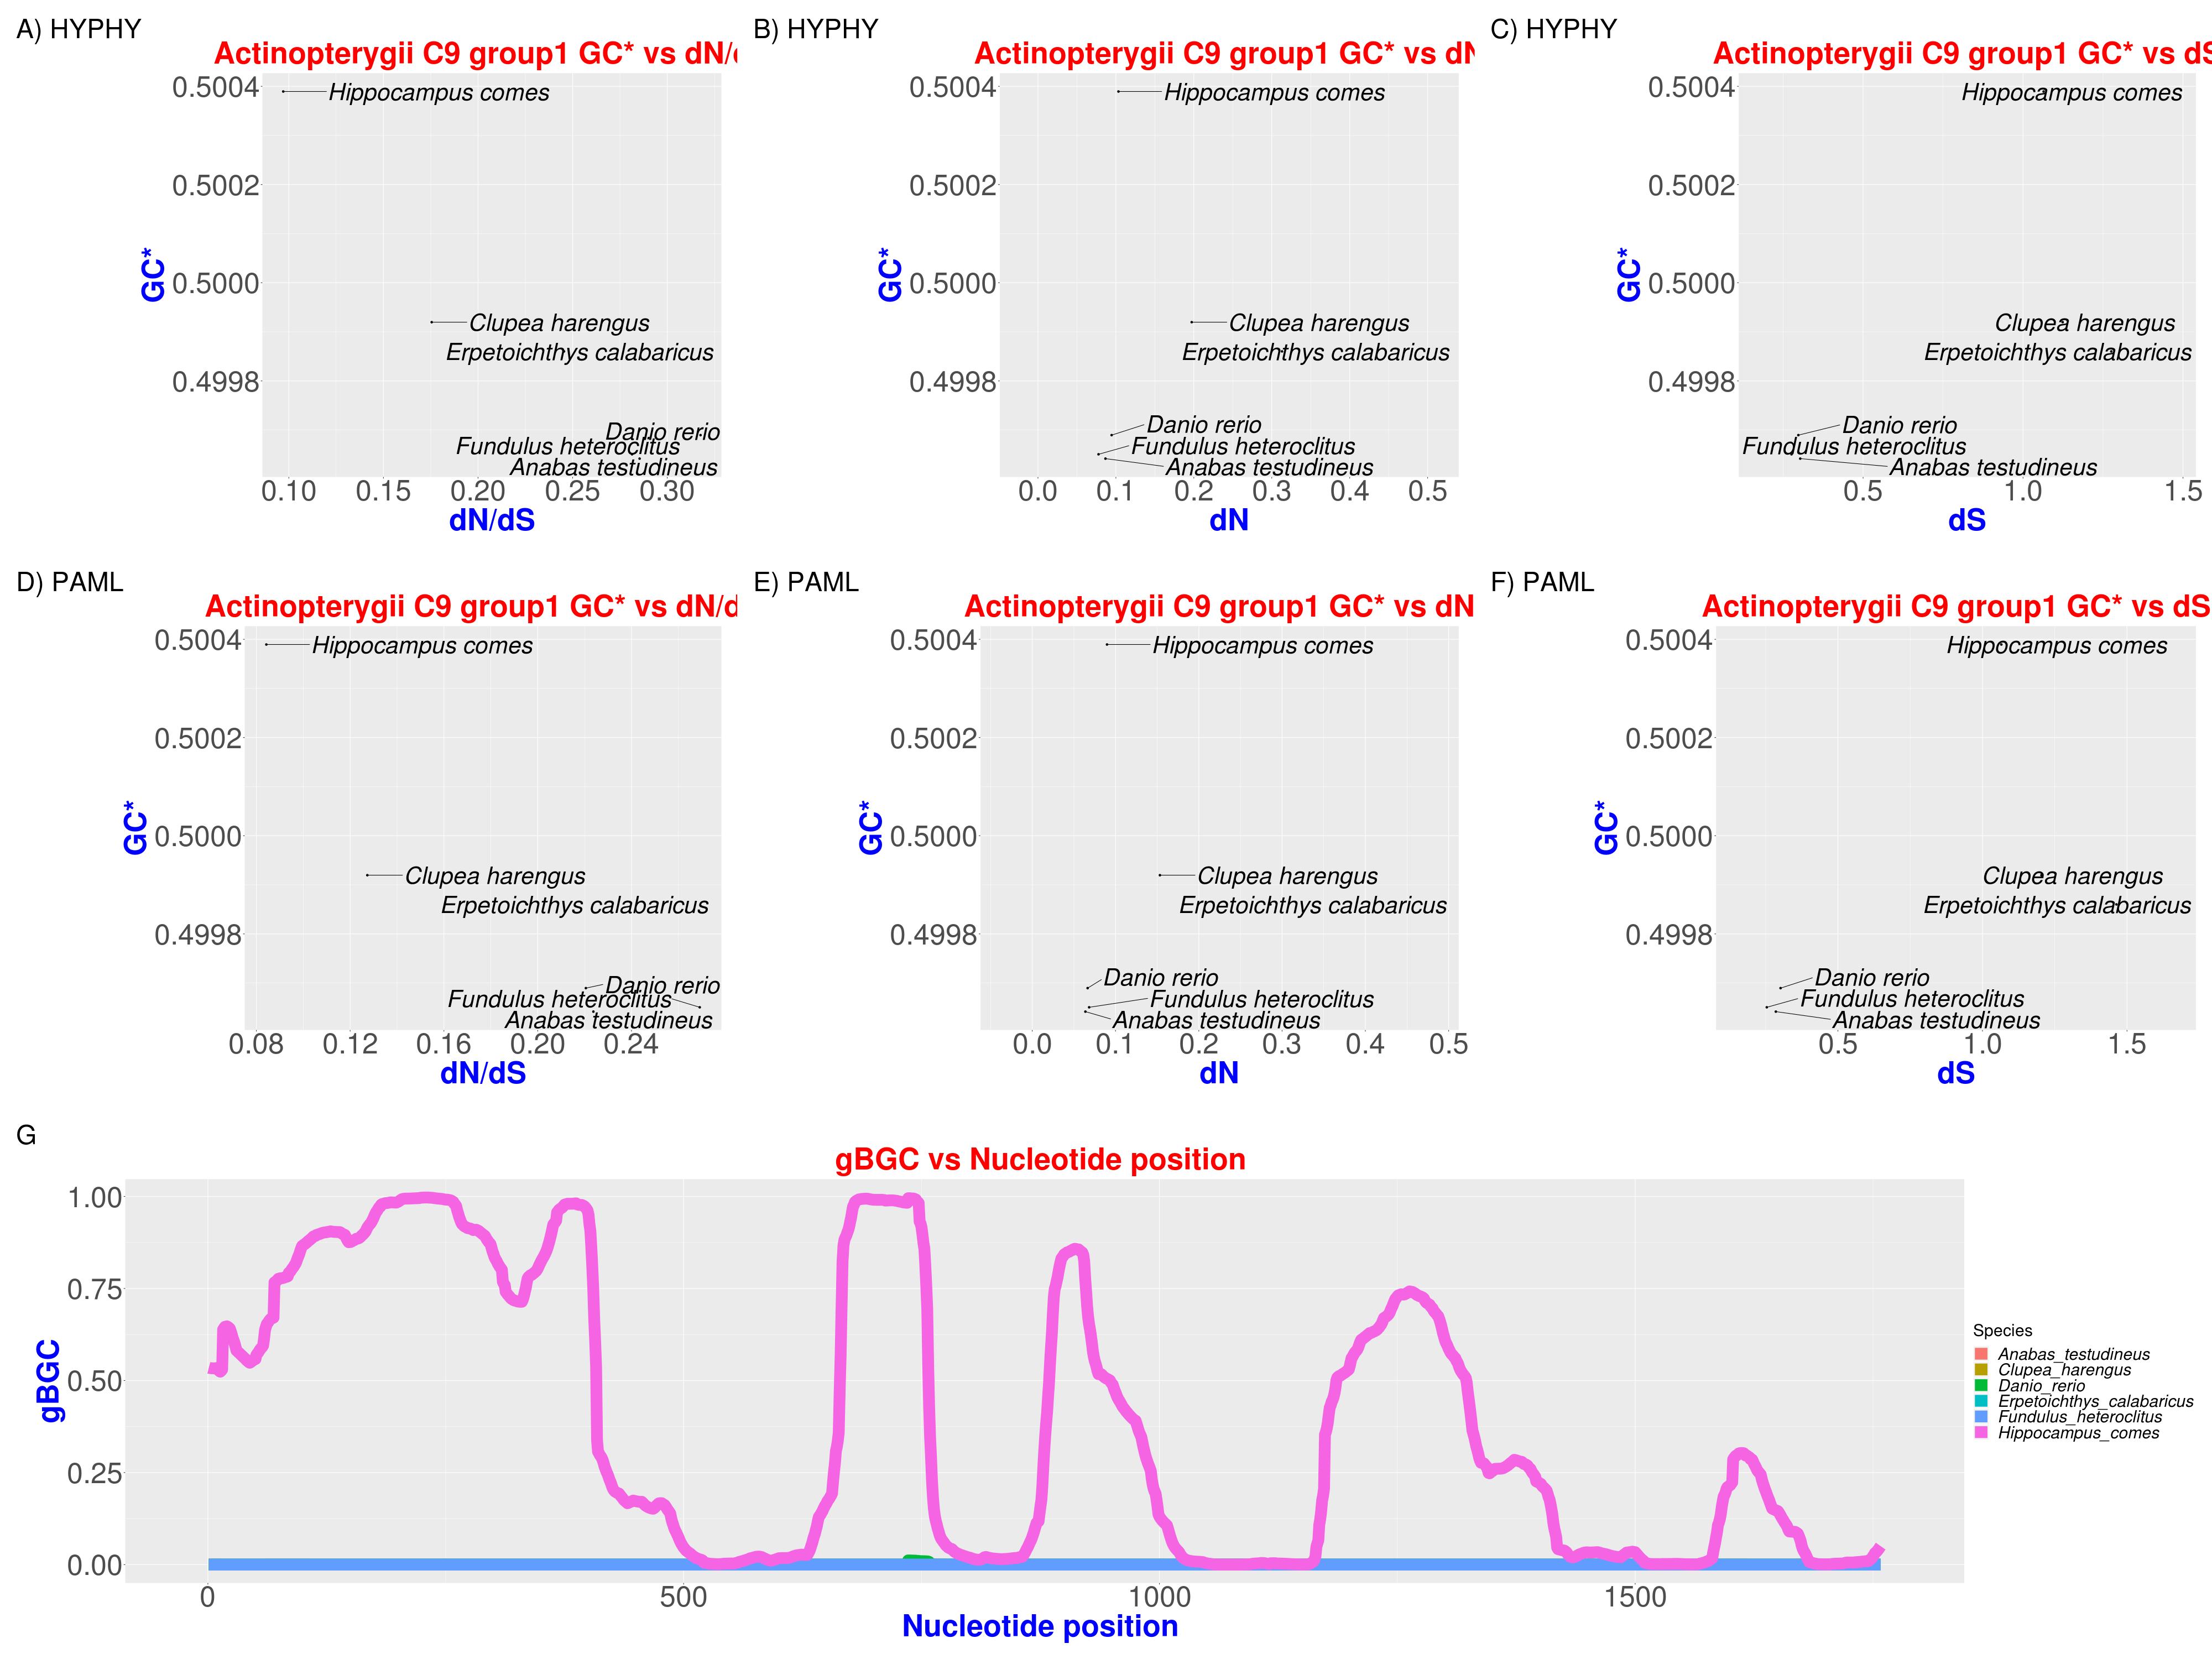 A) HYPHY
Actinopterygii C9 group1 GC* vs dN/
0.5004
0.5002
0.5000
0.4998
GC*
Hippocampus comes
Clupea harengus
Erpetoichthys calabaricus
Danio rerio
Fundulus heteroclitus
Anabas testudineus
0.10 0.15 0.20 0.25 0.30
dN/dS
B) HYPHY
Actinopterygii C9 group1 GC* vs dN
0.5004
0.5002
0.5000
0.4998
GC*
Hippocampus comes
Clupea harengus
Erpetoichthys calabaricus
Danio rerio
Fundulus heteroclitus
Anabas testudineus
0.0 0.1 0.2 0.3 0.4 0.5
dN
C) HYPHY
Actinopterygii C9 group1 GC* vs dS
0.5004
0.5002
0.5000
0.4998
GC*
Hippocampus comes
Clupea harengus
Erpetoichthys calabaricus
Danio rerio
Fundulus heteroclitus
Anabas testudineus
0.5 1.0 1.5
dS
D) PAML
Actinopterygii C9 group1 GC* vs dN/d
0.5004
0.5002
0.5000
0.4998
GC*
Hippocampus comes
Clupea harengus
Erpetoichthys calabaricus
Danio rerio
Fundulus heteroclitus
Anabas testudineus
0.08 0.12 0.16 0.20 0.24
dN/dS
E) PAML
Actinopterygii C9 group1 GC* vs dN
0.5004
0.5002
0.5000
0.4998
GC*
Hippocampus comes
Clupea harengus
Erpetoichthys calabaricus
Danio rerio
Fundulus heteroclitus
Anabas testudineus
0.0 0.1 0.2 0.3 0.4 0.5
dN
F) PAML
Actinopterygii C9 group1 GC* vs dS
0.5004
0.5002
0.5000
0.4998
GC*
Hippocampus comes
Clupea harengus
Erpetoichthys calabaricus
Danio rerio
Fundulus heteroclitus
Anabas testudineus
0.5 1.0 1.5
dS
G
gBGC vs Nucleotide position
1.00
0.75
0.50
0.25
0.00
gBGC
0 500 1000 1500
Nucleotide position
Species
Anabas_testudineus
Clupea_harengus
Danio_rerio
Erpetoichthys_calabaricus
Fundulus_heteroclitus
Hippocampus_comes